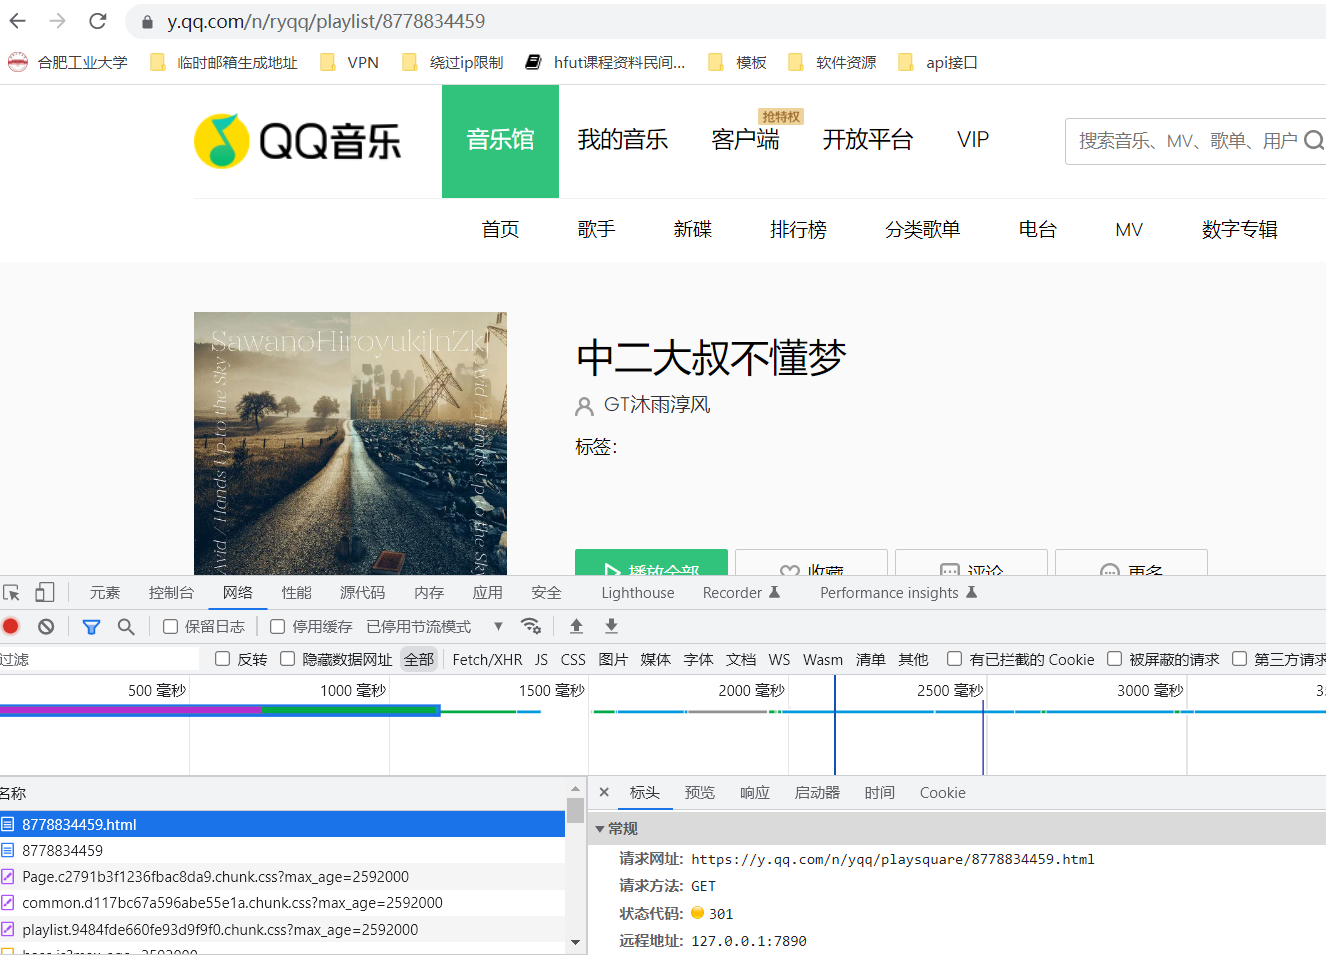 y.qq.com/n/ryqq/playlist/8778834459
合肥工业大学 临时邮箱生成地址 VPN 绕过ip限制 hfut课程资料民间... 模板 软件资源 api接口
抢特权
QQ音乐 音乐馆 我的音乐 客户端 开放平台 VIP 搜索音乐、MV、歌单、用户
首页 歌手 新碟 排行榜 分类歌单 电台 MV 数字专辑
SawanoHiroyuki[nZk]
Avid / Hands Up to the Sky
Avid / Hands Up to the Sky
中二大叔不懂梦
GT沐雨淳风
标签：
播放全部 收藏 评论 更多
元素 控制台 网络 性能 源代码 内存 应用 安全 Lighthouse Recorder Performance insights
保留日志 停用缓存 已停用节流模式
过滤 反转 隐藏数据网址 全部 Fetch/XHR JS CSS 图片 媒体 字体 文档 WS Wasm 清单 其他 有已拦截的 Cookie 被屏蔽的请求 第三方请求
500 毫秒 1000 毫秒 1500 毫秒 2000 毫秒 2500 毫秒 3000 毫秒
名称
8778834459.html
8778834459
Page.c2791b3f1236fbac8da9.chunk.css?max_age=2592000
common.d117bc67a596abe55e1a.chunk.css?max_age=2592000
playlist.9484fde660fe93d9f9f0.chunk.css?max_age=2592000
× 标头 预览 响应 启动器 时间 Cookie
常规
请求网址: https://y.qq.com/n/yqq/playsquare/8778834459.html
请求方法: GET
状态代码: 301
远程地址: 127.0.0.1:7890